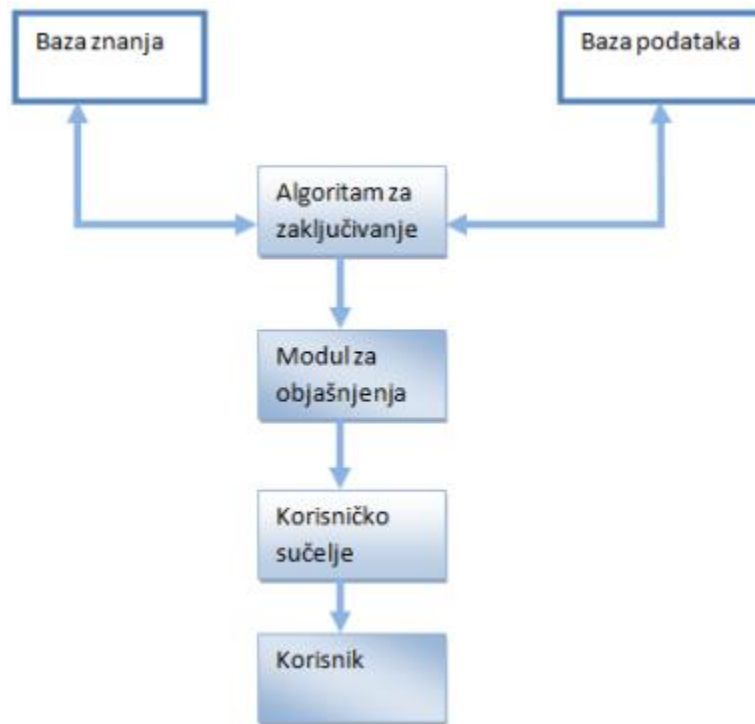 Baza znanja
Baza podataka
Algoritam za
zaključivanje
Modul za
objašnjenja
Korisničko
sučelje
Korisnik